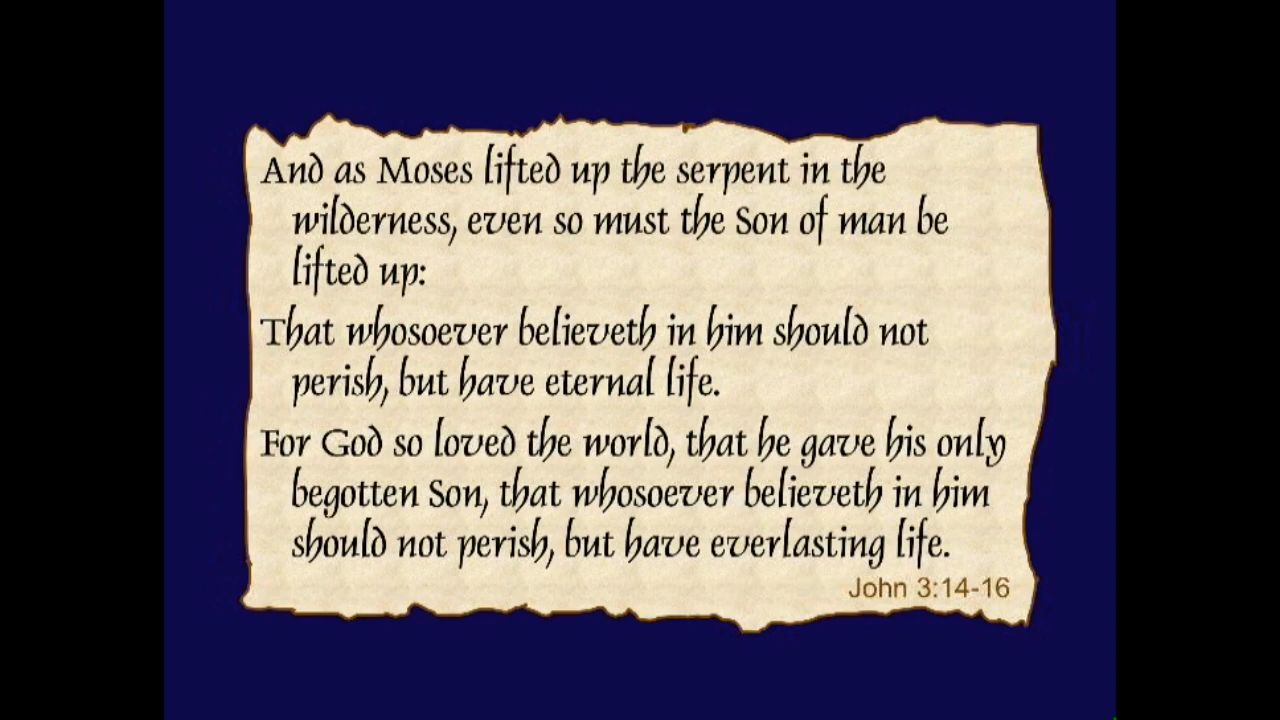 And as Moses lifted up the serpent in the
wilderness, even so must the Son of man be
lifted up:
That whosoever believeth in him should not
perish, but have eternal life.
For God so loved the world, that he gave his only
begotten Son, that whosoever believeth in him
should not perish, but have everlasting life.
John 3:14-16